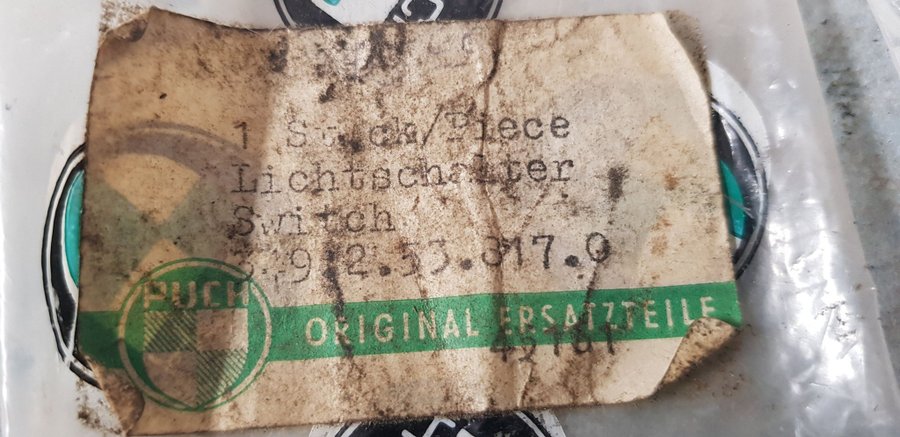 1 Stück/Piece
Lichtschalter
Switch
PUCH
ORIGINAL ERSATZTEILE